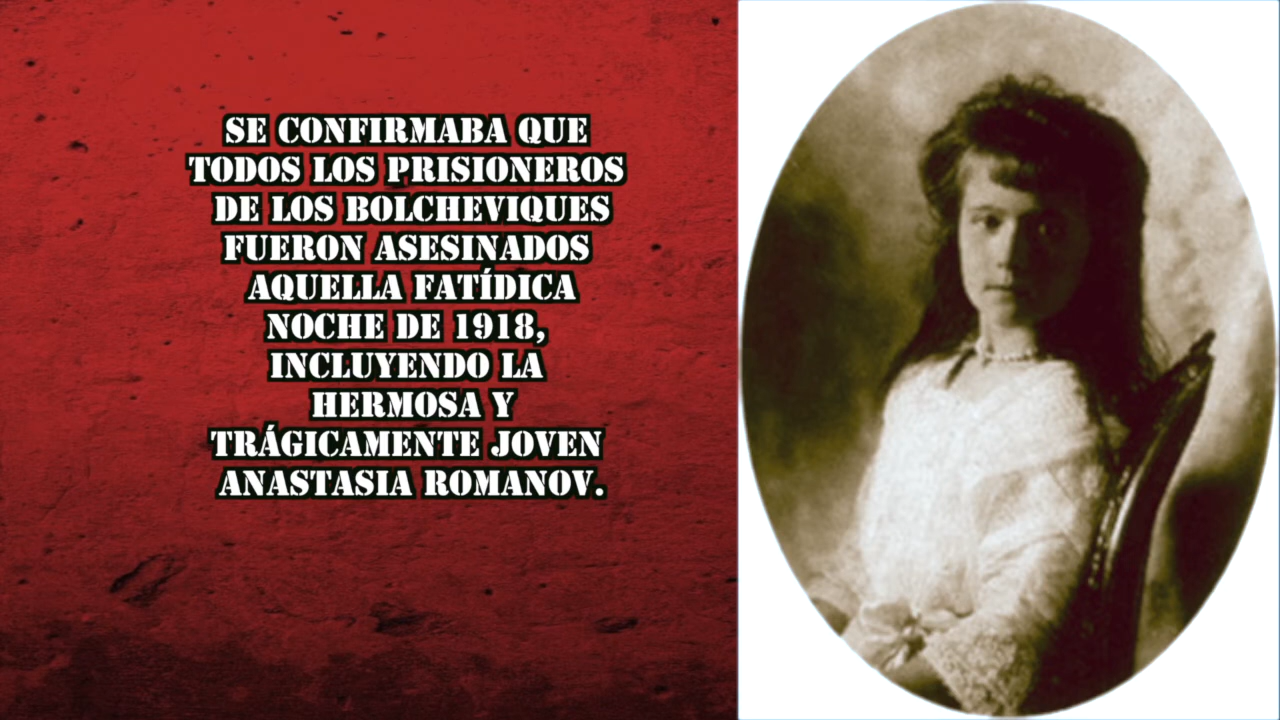 SE CONFIRMABA QUE
TODOS LOS PRISIONEROS
DE LOS BOLCHEVIQUES
FUERON ASESINADOS
AQUELLA FATÍDICA
NOCHE DE 1918,
INCLUYENDO LA
HERMOSA Y
TRÁGICAMENTE JOVEN
ANASTASIA ROMANOV.